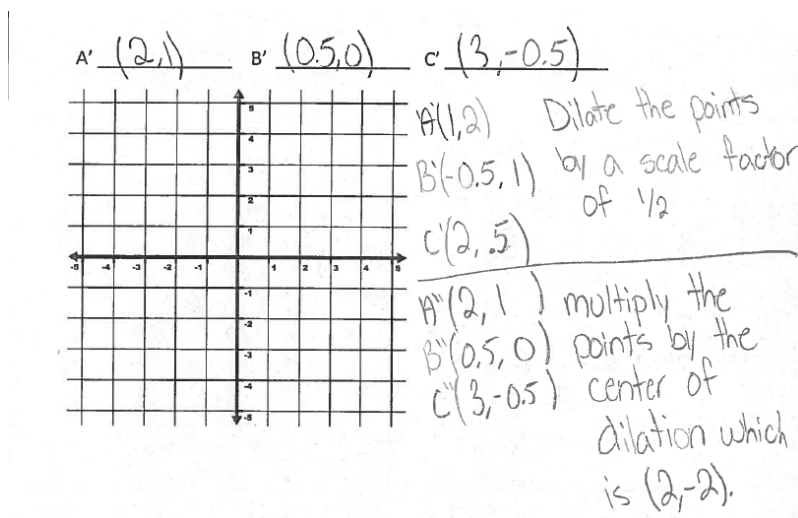 A' (2,1) B' (0.5,0) C' (3,-0.5)
A'(1,2) Dilate the points
B'(-0.5,1) by a scale factor
of 1/2
C'(2,.5)
5
4
3
2
1
-5 -4 -3 -2 -1 1 2 3 4 5
-1
-2
-3
-4
-5
A"(2,1) multiply the
B"(0.5,0) points by the
C"(3,-0.5) center of
dilation which
is (2,-2).